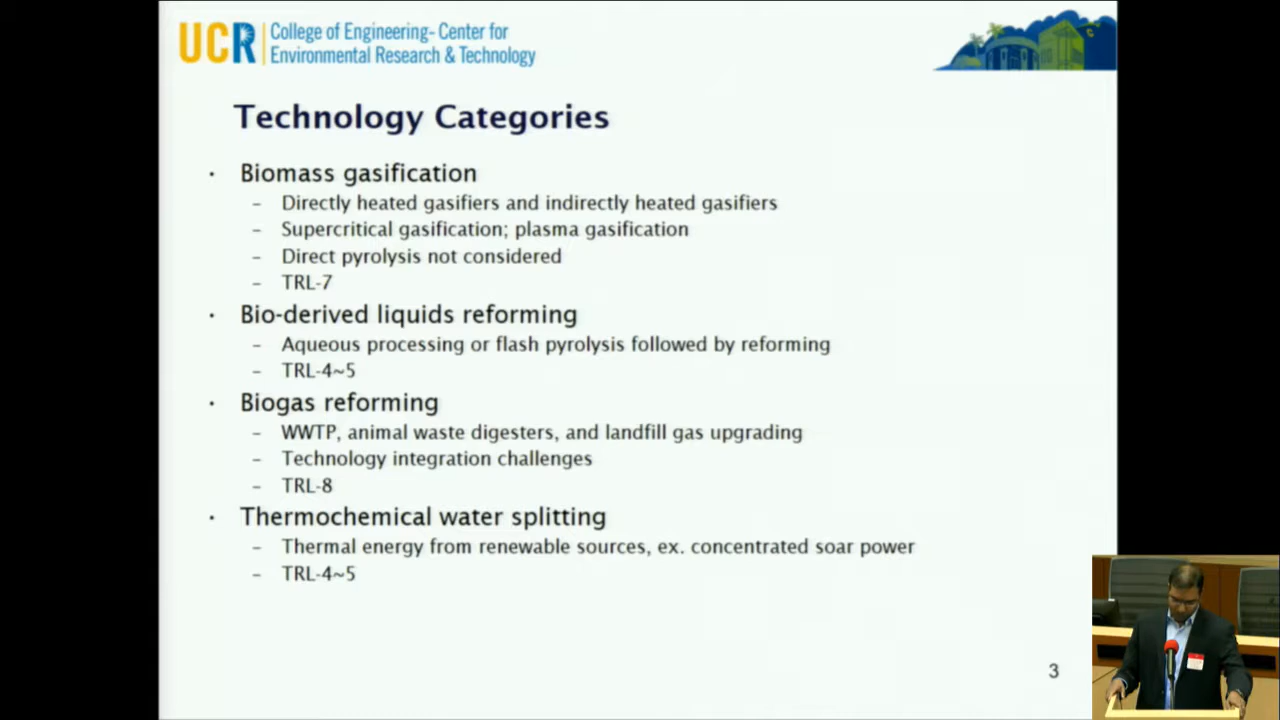 UCR College of Engineering- Center for
Environmental Research & Technology
Technology Categories
· Biomass gasification
– Directly heated gasifiers and indirectly heated gasifiers
– Supercritical gasification; plasma gasification
– Direct pyrolysis not considered
– TRL-7
· Bio-derived liquids reforming
– Aqueous processing or flash pyrolysis followed by reforming
– TRL-4~5
· Biogas reforming
– WWTP, animal waste digesters, and landfill gas upgrading
– Technology integration challenges
– TRL-8
· Thermochemical water splitting
– Thermal energy from renewable sources, ex. concentrated soar power
– TRL-4~5
3